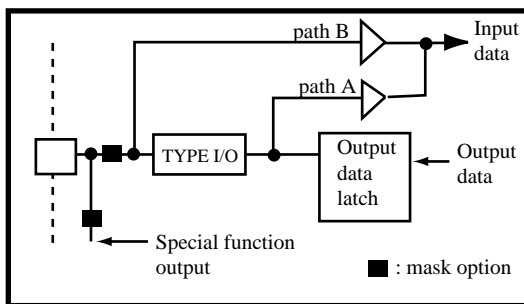 path B
Input
data
path A
TYPE I/O
Output
data
latch
Output
data
Special function
output
: mask option